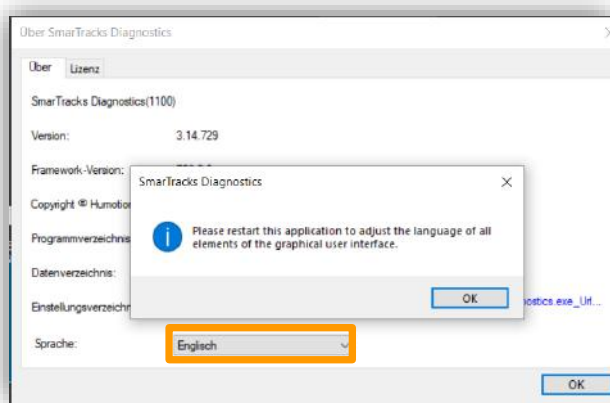 Über SmarTracks Diagnostics
Über Lizenz
SmarTracks Diagnostics(1100)
Version: 3.14.729
Framework-Version:
SmarTracks Diagnostics
Copyright © Humotion
Please restart this application to adjust the language of all
elements of the graphical user interface.
Programmverzeichnis
Datenverzeichnis:
OK
Einstellungsverzeichn
ostics.exe_Url...
Sprache: Englisch
OK